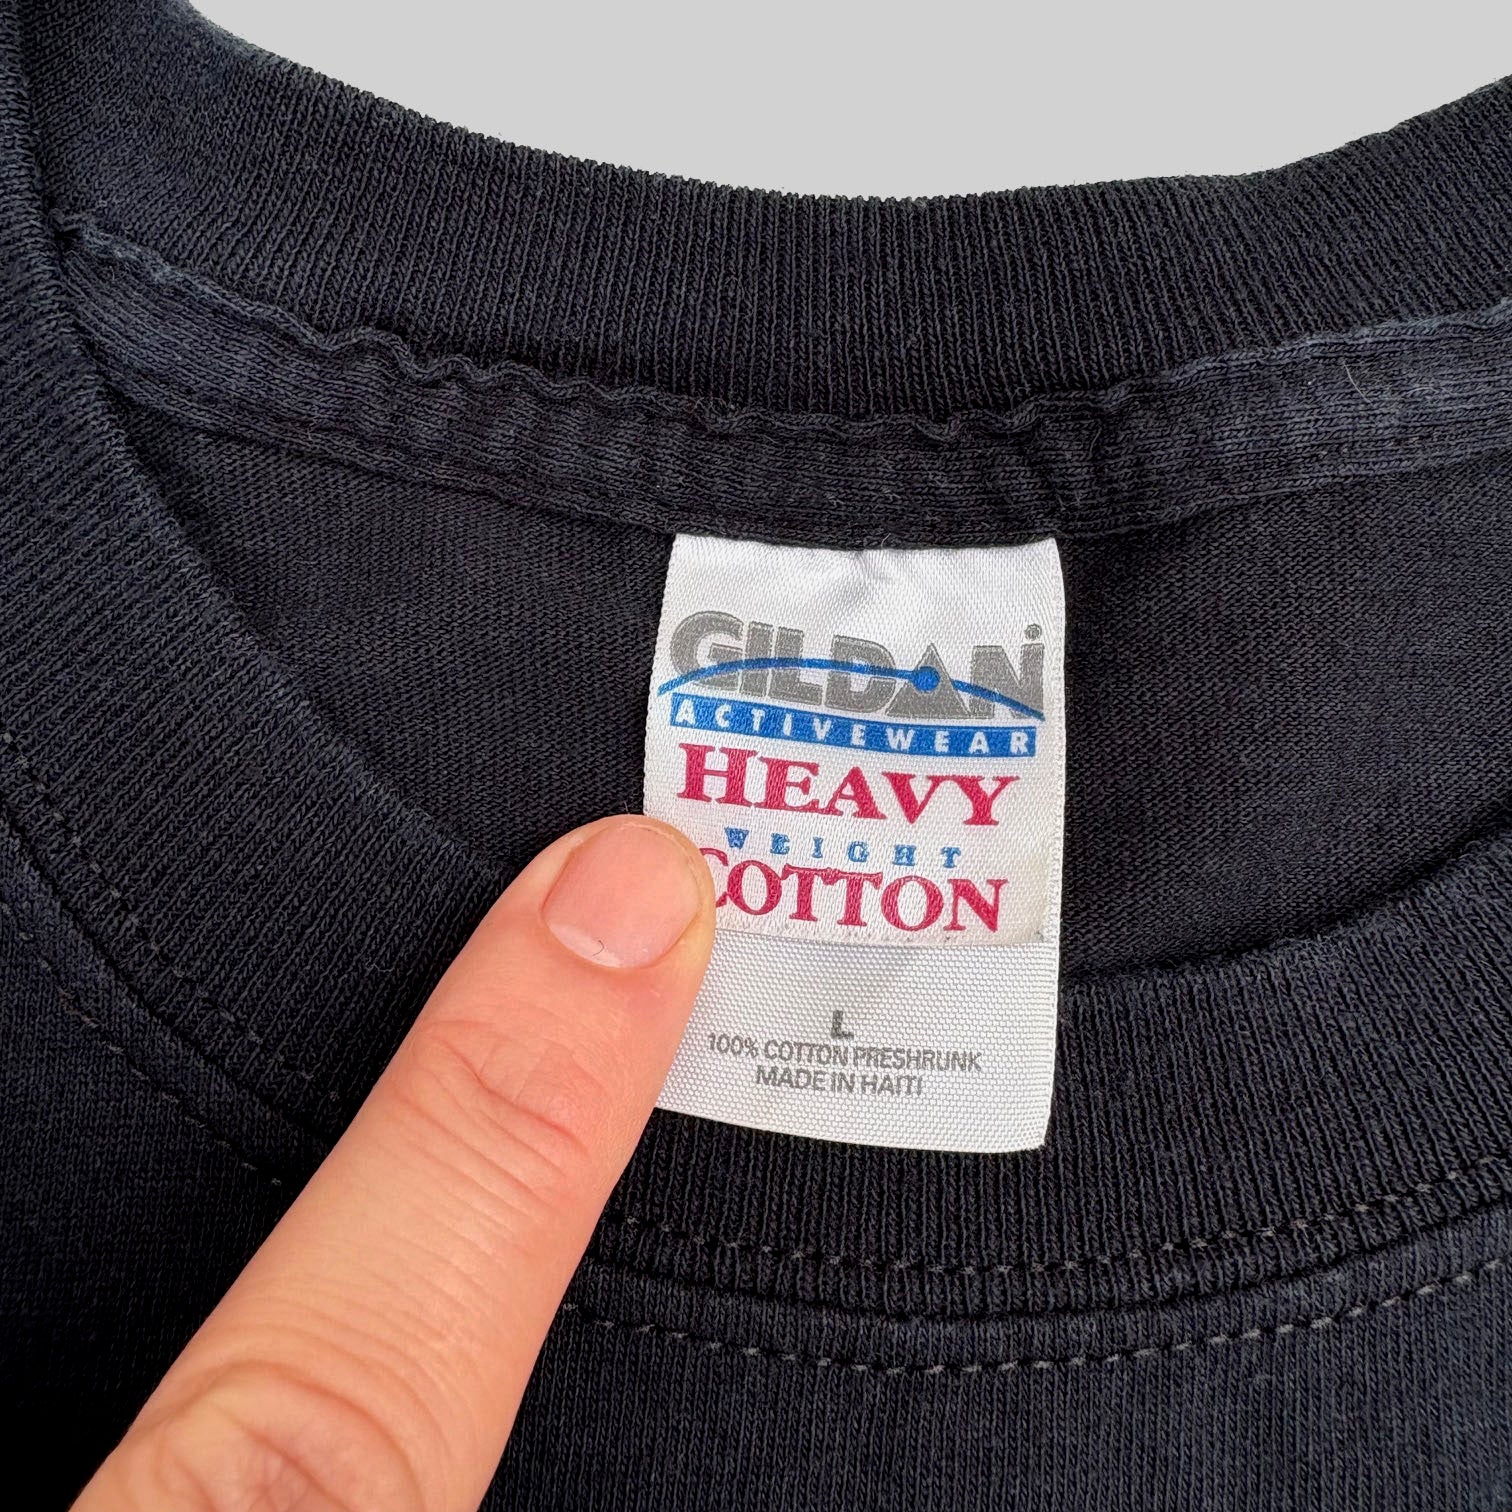 GILDAN®
ACTIVEWEAR
HEAVY
WEIGHT
COTTON
L
100% COTTON PRESHRUNK
MADE IN HAITI